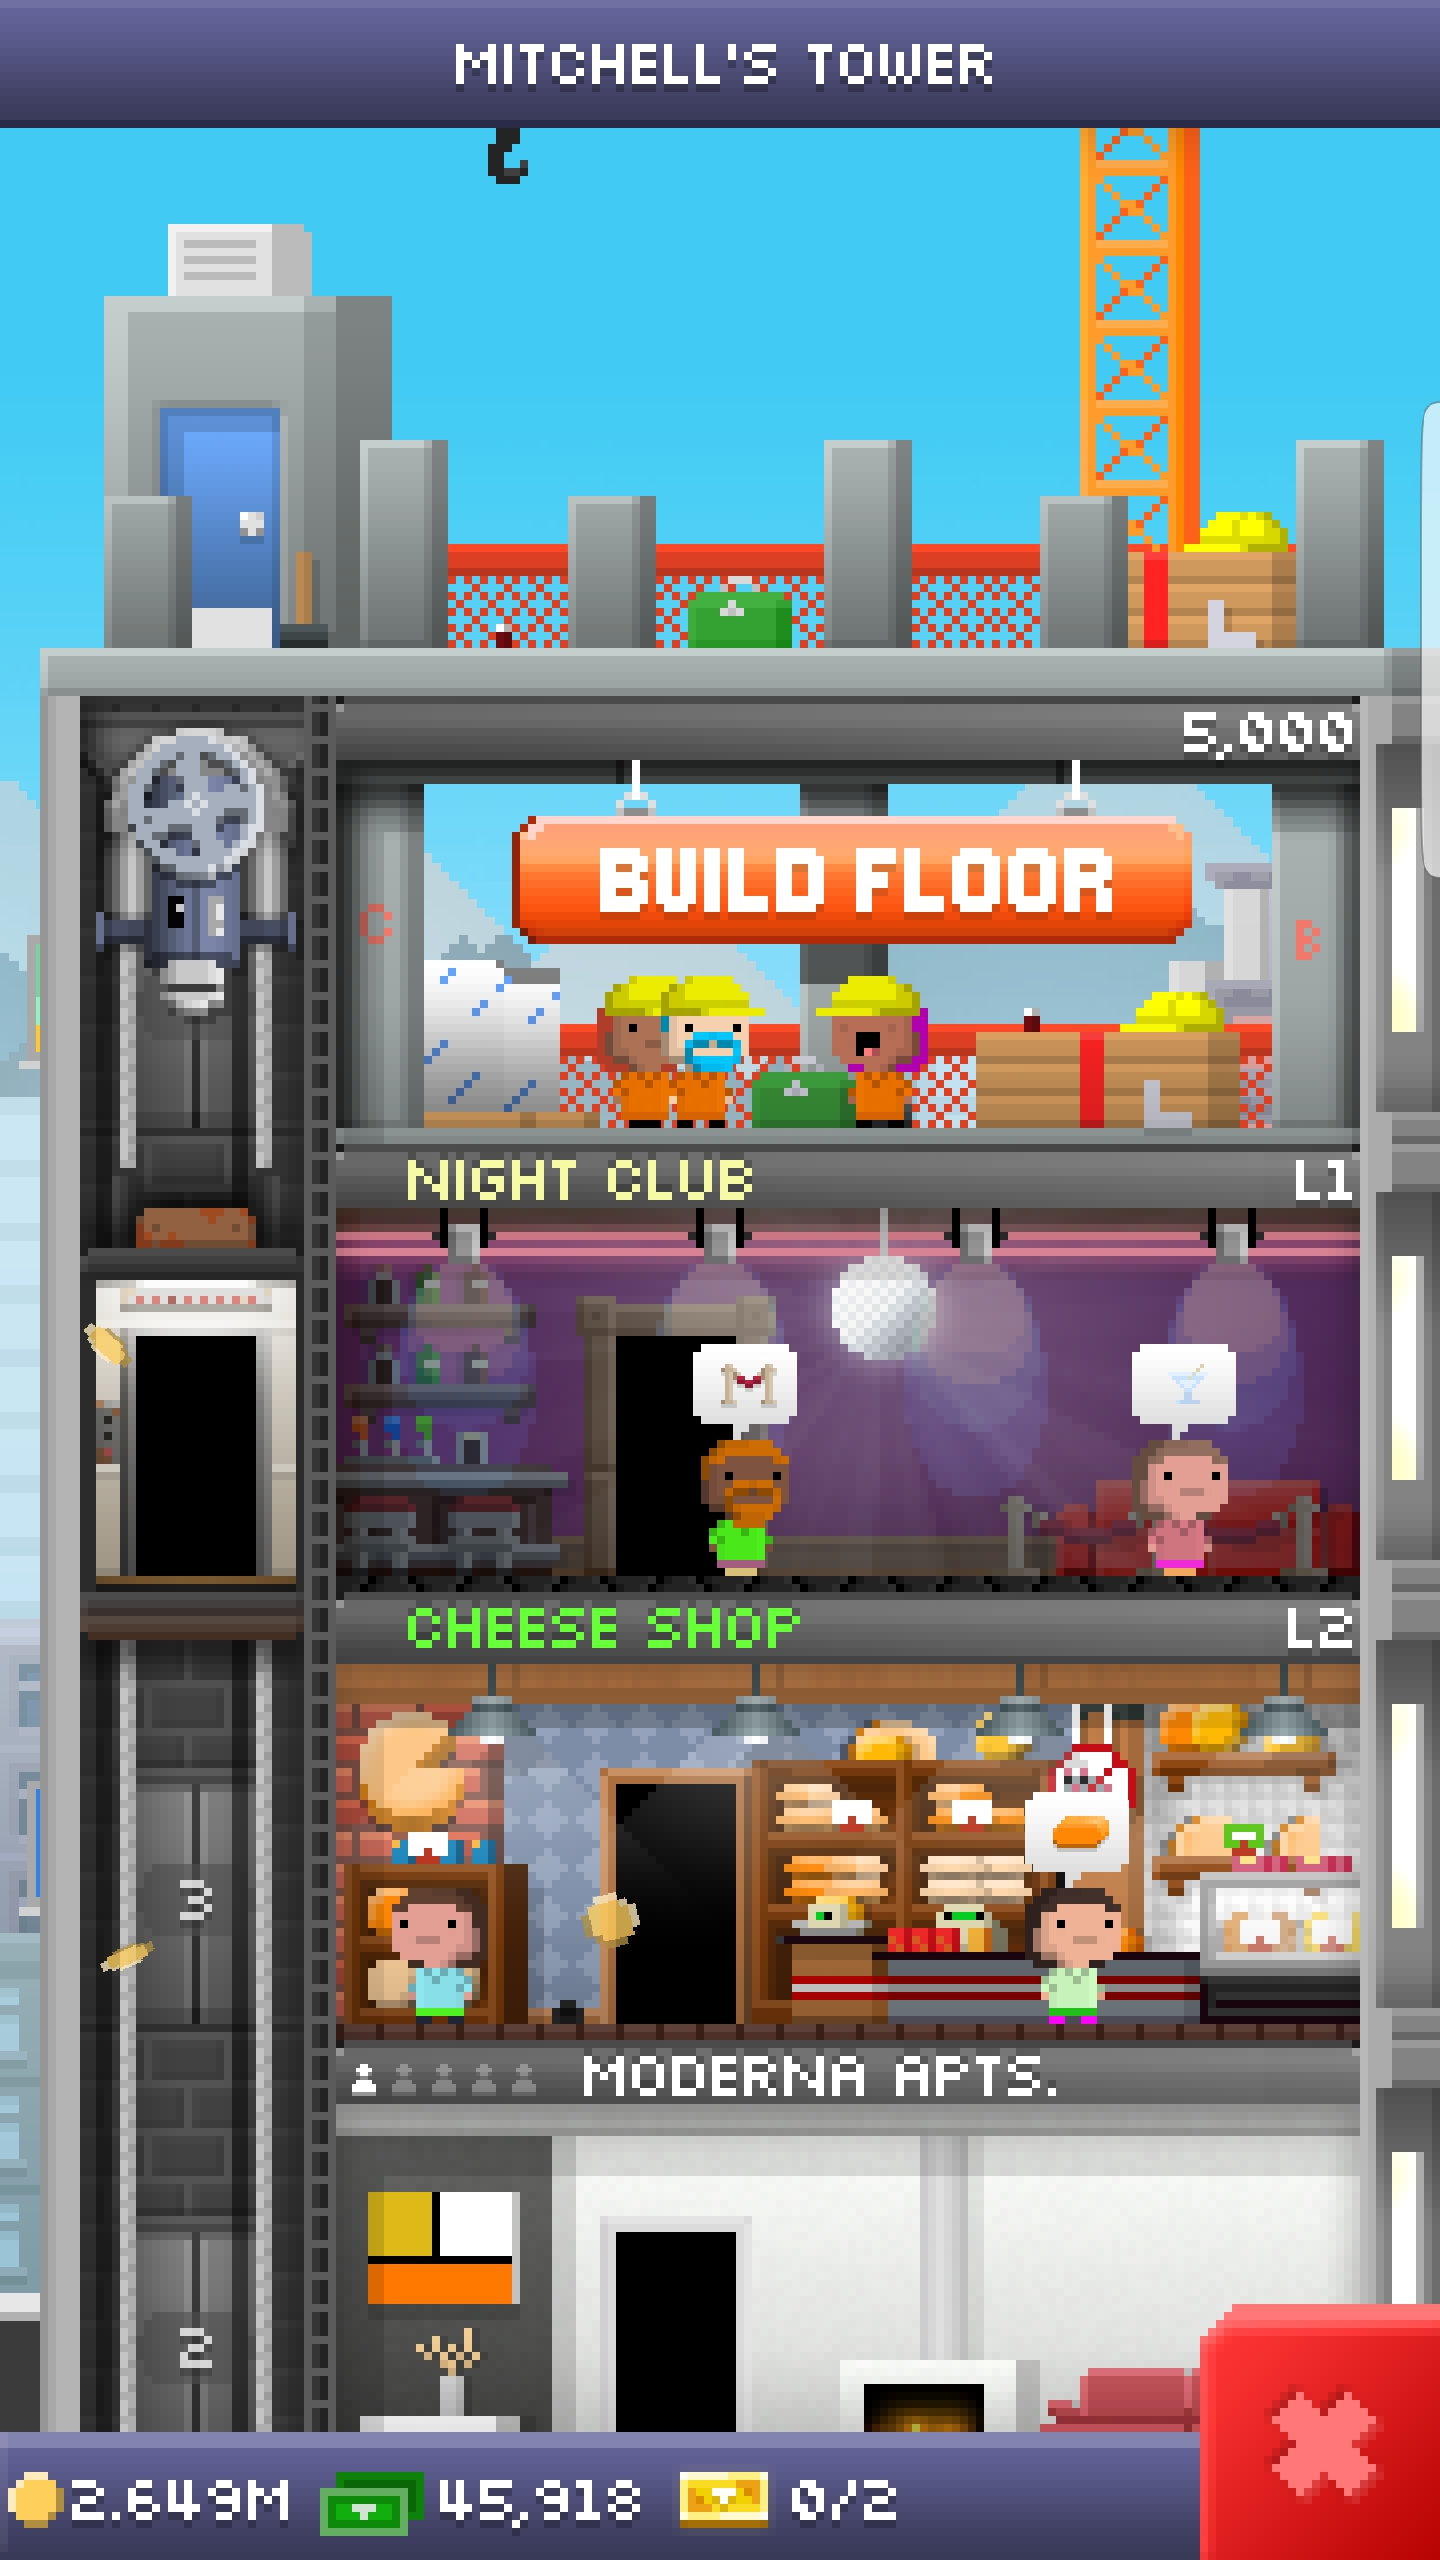 MITCHELL'S TOWER
5,000
BUILD FLOOR
C
B
NIGHT CLUB
L1
CHEESE SHOP
L2
3
MODERNA APTS.
2
2.649M
45,918
0/2